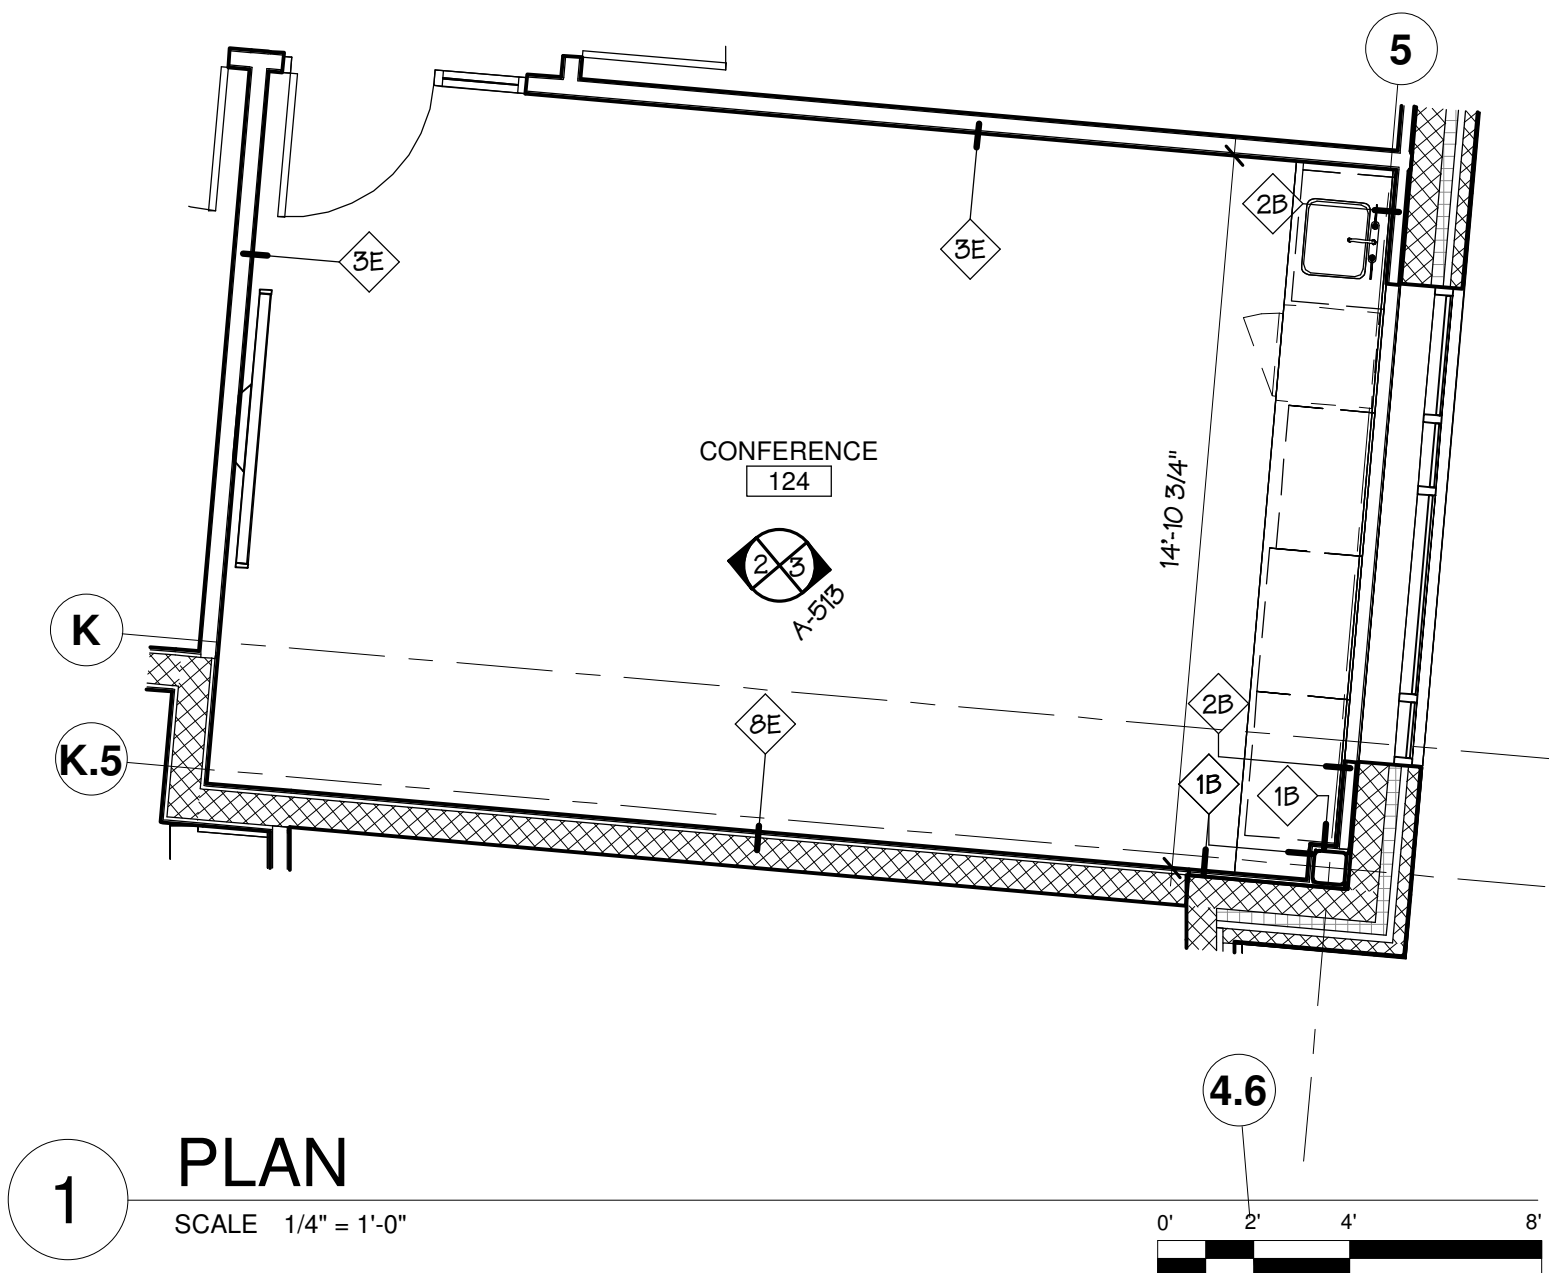 5
2B
3E
3E
CONFERENCE
124
14'-10 3/4"
2 3
A-513
K
2B
8E
K.5
1B
1B
4.6
1
PLAN
SCALE 1/4" = 1'-0"
0' 2' 4' 8'